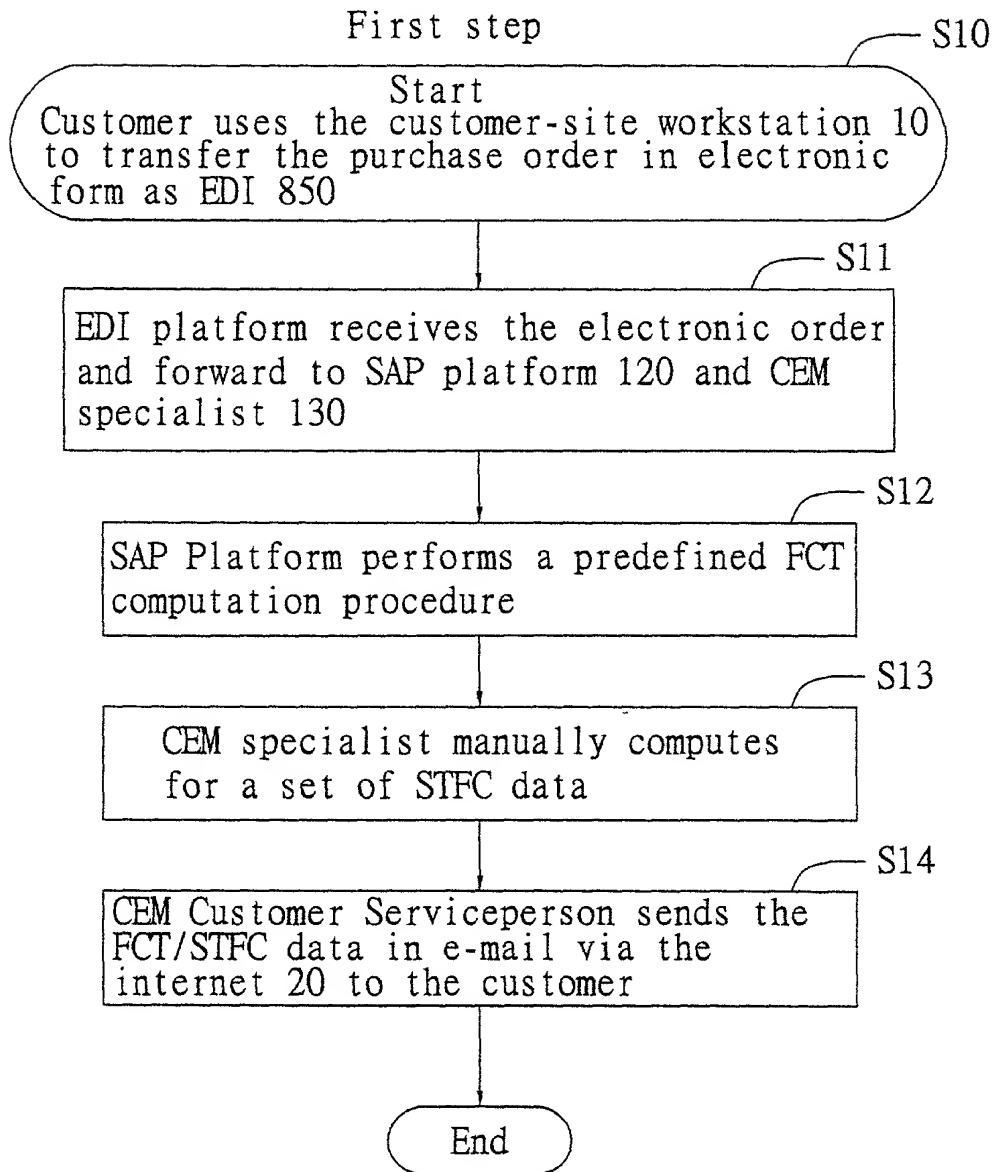 First step
S10
Start
Customer uses the customer-site workstation 10
to transfer the purchase order in electronic
form as EDI 850
S11
EDI platform receives the electronic order
and forward to SAP platform 120 and CEM
specialist 130
S12
SAP Platform performs a predefined FCT
computation procedure
S13
CEM specialist manually computes
for a set of STFC data
S14
CEM Customer Serviceperson sends the
FCT/STFC data in e-mail via the
internet 20 to the customer
End